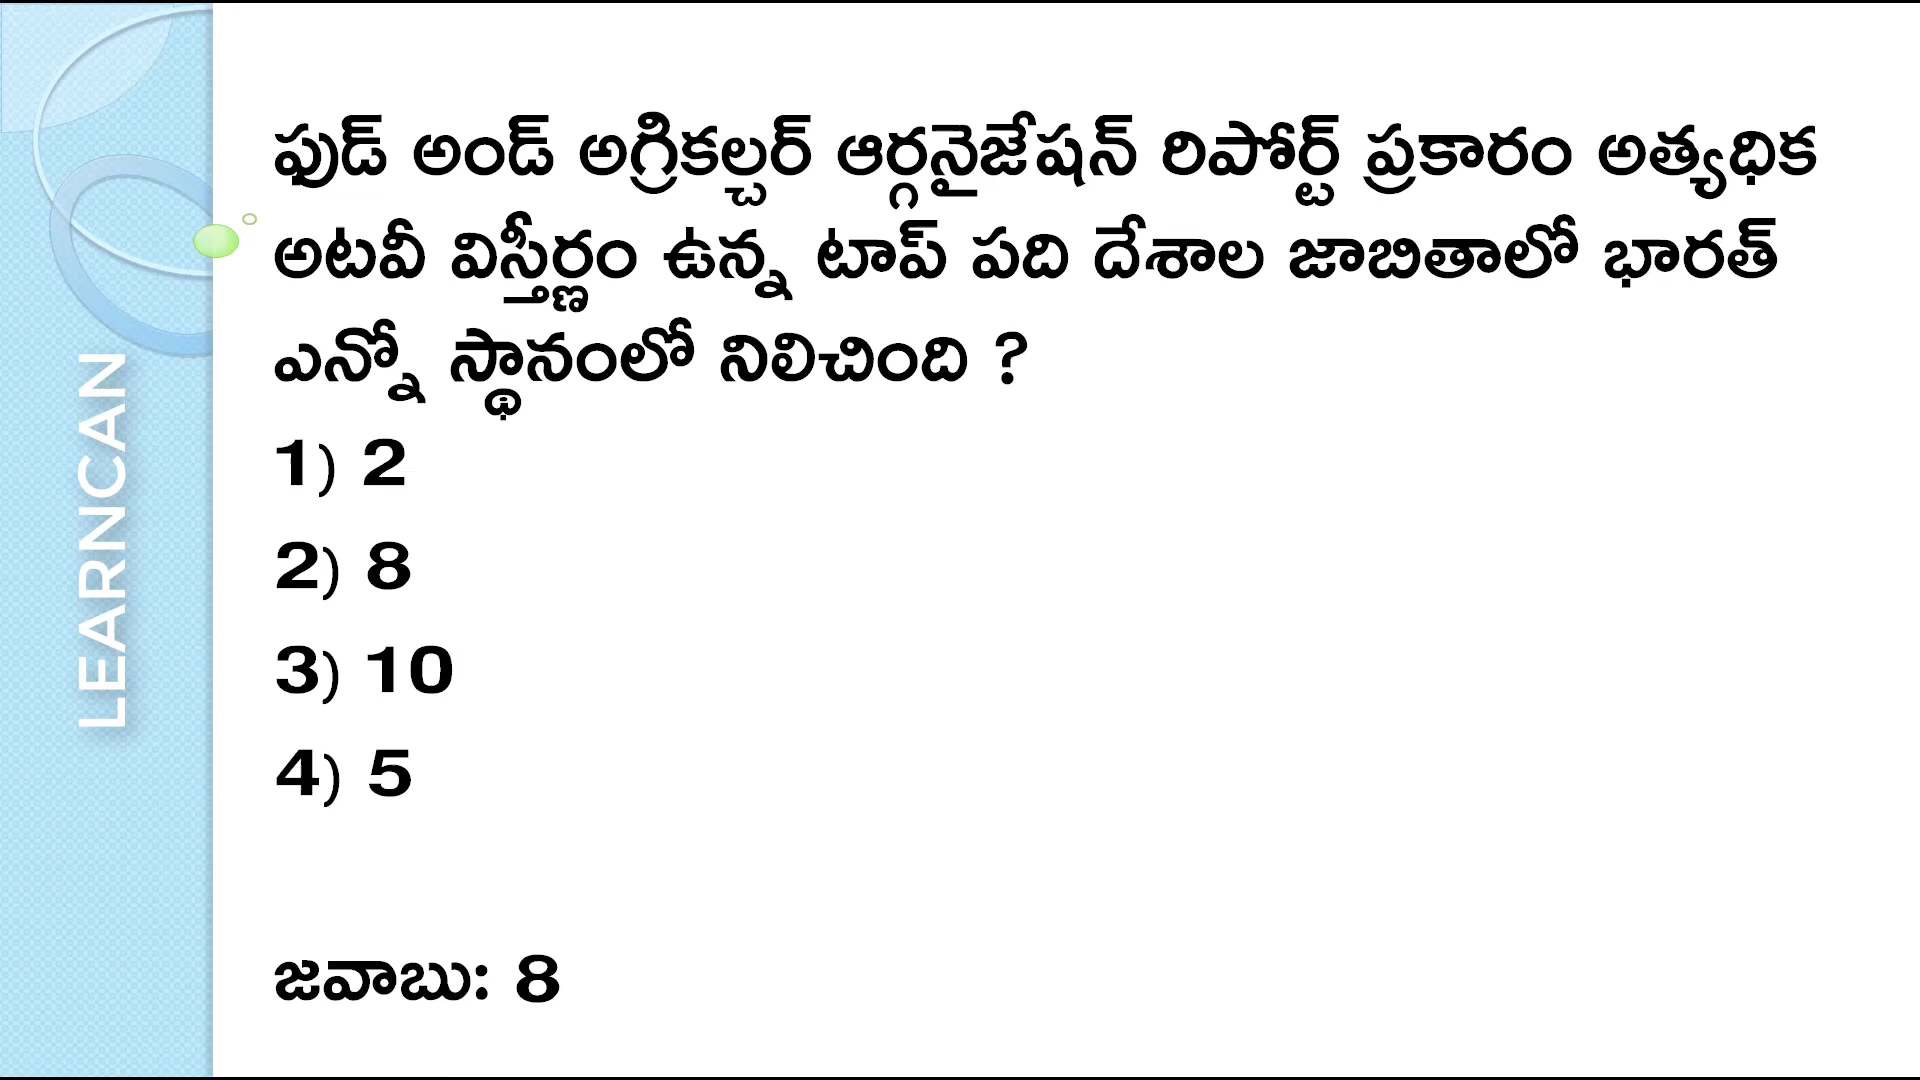 LEARNCAN
ఫుడ్ అండ్ అగ్రికల్చర్ ఆర్గనైజేషన్ రిపోర్ట్ ప్రకారం అత్యధిక
అటవీ విస్తీర్ణం ఉన్న టాప్ పది దేశాల జాబితాలో భారత్
ఎన్నో స్థానంలో నిలిచింది ?
1) 2
2) 8
3) 10
4) 5
జవాబు: 8